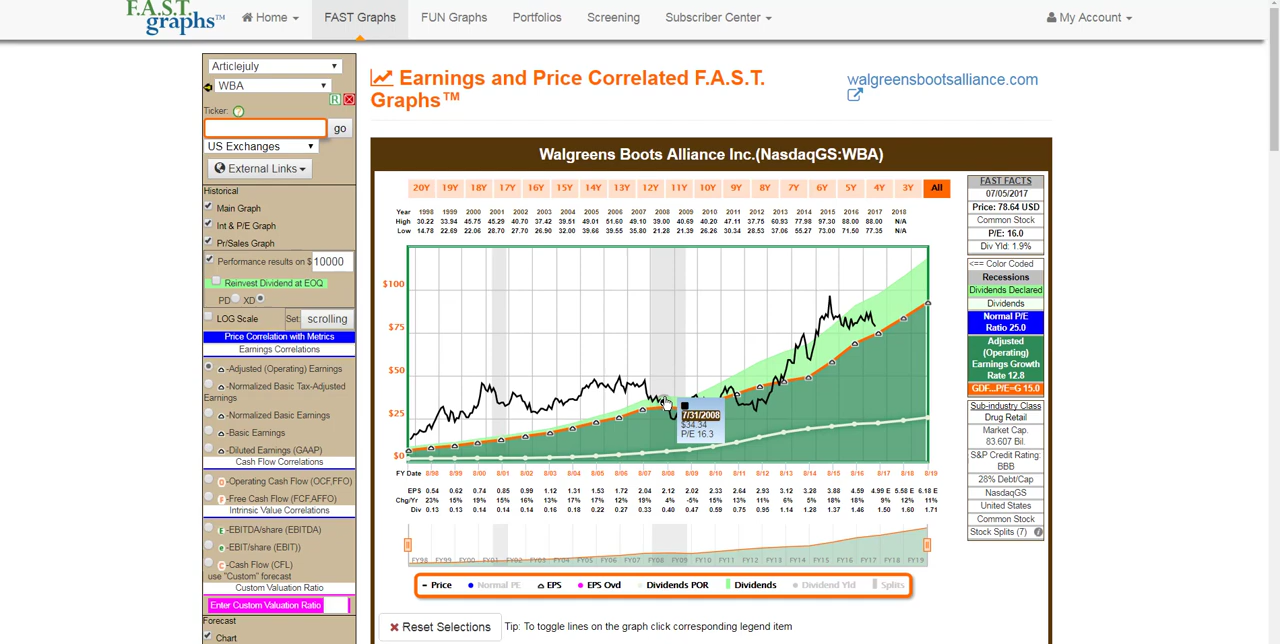 F.A.S.T.
graphs™
Home
FAST Graphs
FUN Graphs
Portfolios
Screening
Subscriber Center
My Account
Articlejuly
WBA
R
Ticker: ?
go
US Exchanges
External Links
Historical
Main Graph
Int & P/E Graph
Pr/Sales Graph
Performance results on $ 10000
Reinvest Dividend at EOQ
PD XD
LOG Scale Set: scrolling
Price Correlation with Metrics
Earnings Correlations
-Adjusted (Operating) Earnings
-Normalized Basic Tax-Adjusted
Earnings
-Normalized Basic Earnings
-Basic Earnings
-Diluted Earnings (GAAP)
Cash Flow Correlations
O-Operating Cash Flow (OCF,FFO)
F-Free Cash Flow (FCF,AFFO)
Intrinsic Value Correlations
E-EBITDA/share (EBITDA)
e-EBIT/share (EBIT))
C-Cash Flow (CFL)
use "Custom" forecast
Custom Valuation Ratio
Enter Custom Valuation Ratio
Forecast
Chart
Earnings and Price Correlated F.A.S.T.
Graphs™
walgreensbootsalliance.com
Walgreens Boots Alliance Inc.(NasdaqGS:WBA)
20Y 19Y 18Y 17Y 16Y 15Y 14Y 13Y 12Y 11Y 10Y 9Y 8Y 7Y 6Y 5Y 4Y 3Y All
Year 1998 1999 2000 2001 2002 2003 2004 2005 2006 2007 2008 2009 2010 2011 2012 2013 2014 2015 2016 2017 2018
High 30.22 33.94 45.75 45.29 40.70 37.42 39.51 49.01 51.60 49.10 39.00 40.69 40.20 47.11 37.75 60.93 77.98 97.30 88.00 88.00 N/A
Low 14.78 22.69 22.06 28.70 27.70 26.90 32.00 39.66 39.55 35.80 21.28 21.39 26.26 30.34 28.53 37.06 55.27 73.00 71.50 77.35 N/A
$100
$75
$50
$25
$0
7/31/2008
$34.34
P/E 16.3
FY Date 8/98 8/99 8/00 8/01 8/02 8/03 8/04 8/05 8/06 8/07 8/08 8/09 8/10 8/11 8/12 8/13 8/14 8/15 8/16 8/17 8/18 8/19
EPS 0.54 0.62 0.74 0.85 0.99 1.12 1.31 1.53 1.72 2.04 2.12 2.02 2.33 2.64 2.93 3.12 3.28 3.88 4.59 4.99 E 5.58 E 6.18 E
Chg/Yr 23% 15% 19% 15% 16% 13% 17% 17% 12% 19% 4% -5% 15% 13% 11% 6% 5% 18% 18% 9% 12% 11%
Div 0.13 0.13 0.14 0.14 0.14 0.16 0.18 0.22 0.27 0.33 0.40 0.47 0.59 0.75 0.95 1.14 1.28 1.37 1.46 1.50 1.60 1.71
FY98 FY99 FY00 FY01 FY02 FY03 FY04 FY05 FY06 FY07 FY08 FY09 FY10 FY11 FY12 FY13 FY14 FY15 FY16 FY17 FY18
Price Normal PE EPS EPS Ovd Dividends POR Dividends Dividend Yld Splits
Reset Selections Tip: To toggle lines on the graph click corresponding legend item
FAST FACTS
07/05/2017
Price: 78.64 USD
Common Stock
P/E: 16.0
Div Yld: 1.9%
<== Color Coded
Recessions
Dividends Declared
Dividends
Normal P/E
Ratio 25.0
Adjusted
(Operating)
Earnings Growth
Rate 12.8
GDF...P/E=G 15.0
Sub-industry Class
Drug Retail
Market Cap.
83.607 Bil.
S&P Credit Rating:
BBB
28% Debt/Cap
NasdaqGS
United States
Common Stock
Stock Splits (7)